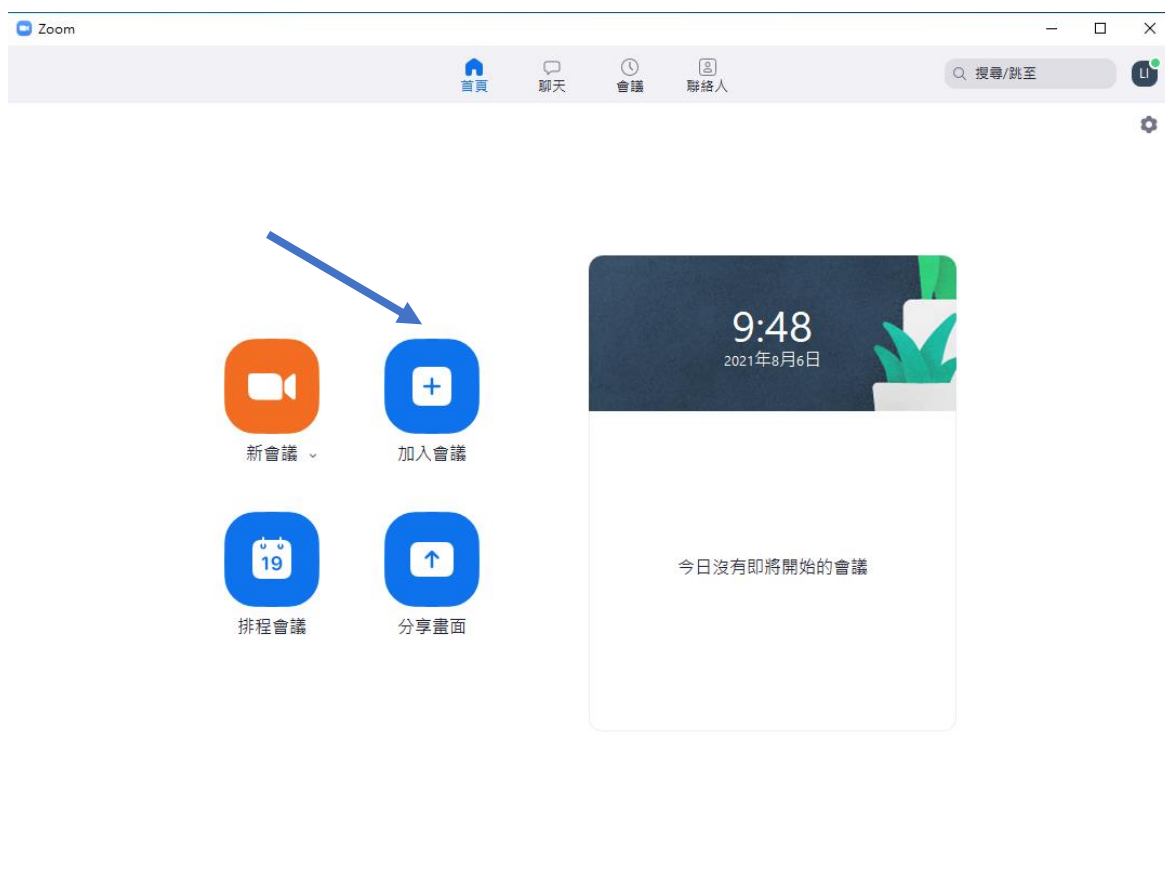 Zoom
首頁
聊天
會議
聯絡人
搜尋/跳至
LI
9:48
2021年8月6日
新會議
加入會議
19
排程會議
分享畫面
今日沒有即將開始的會議